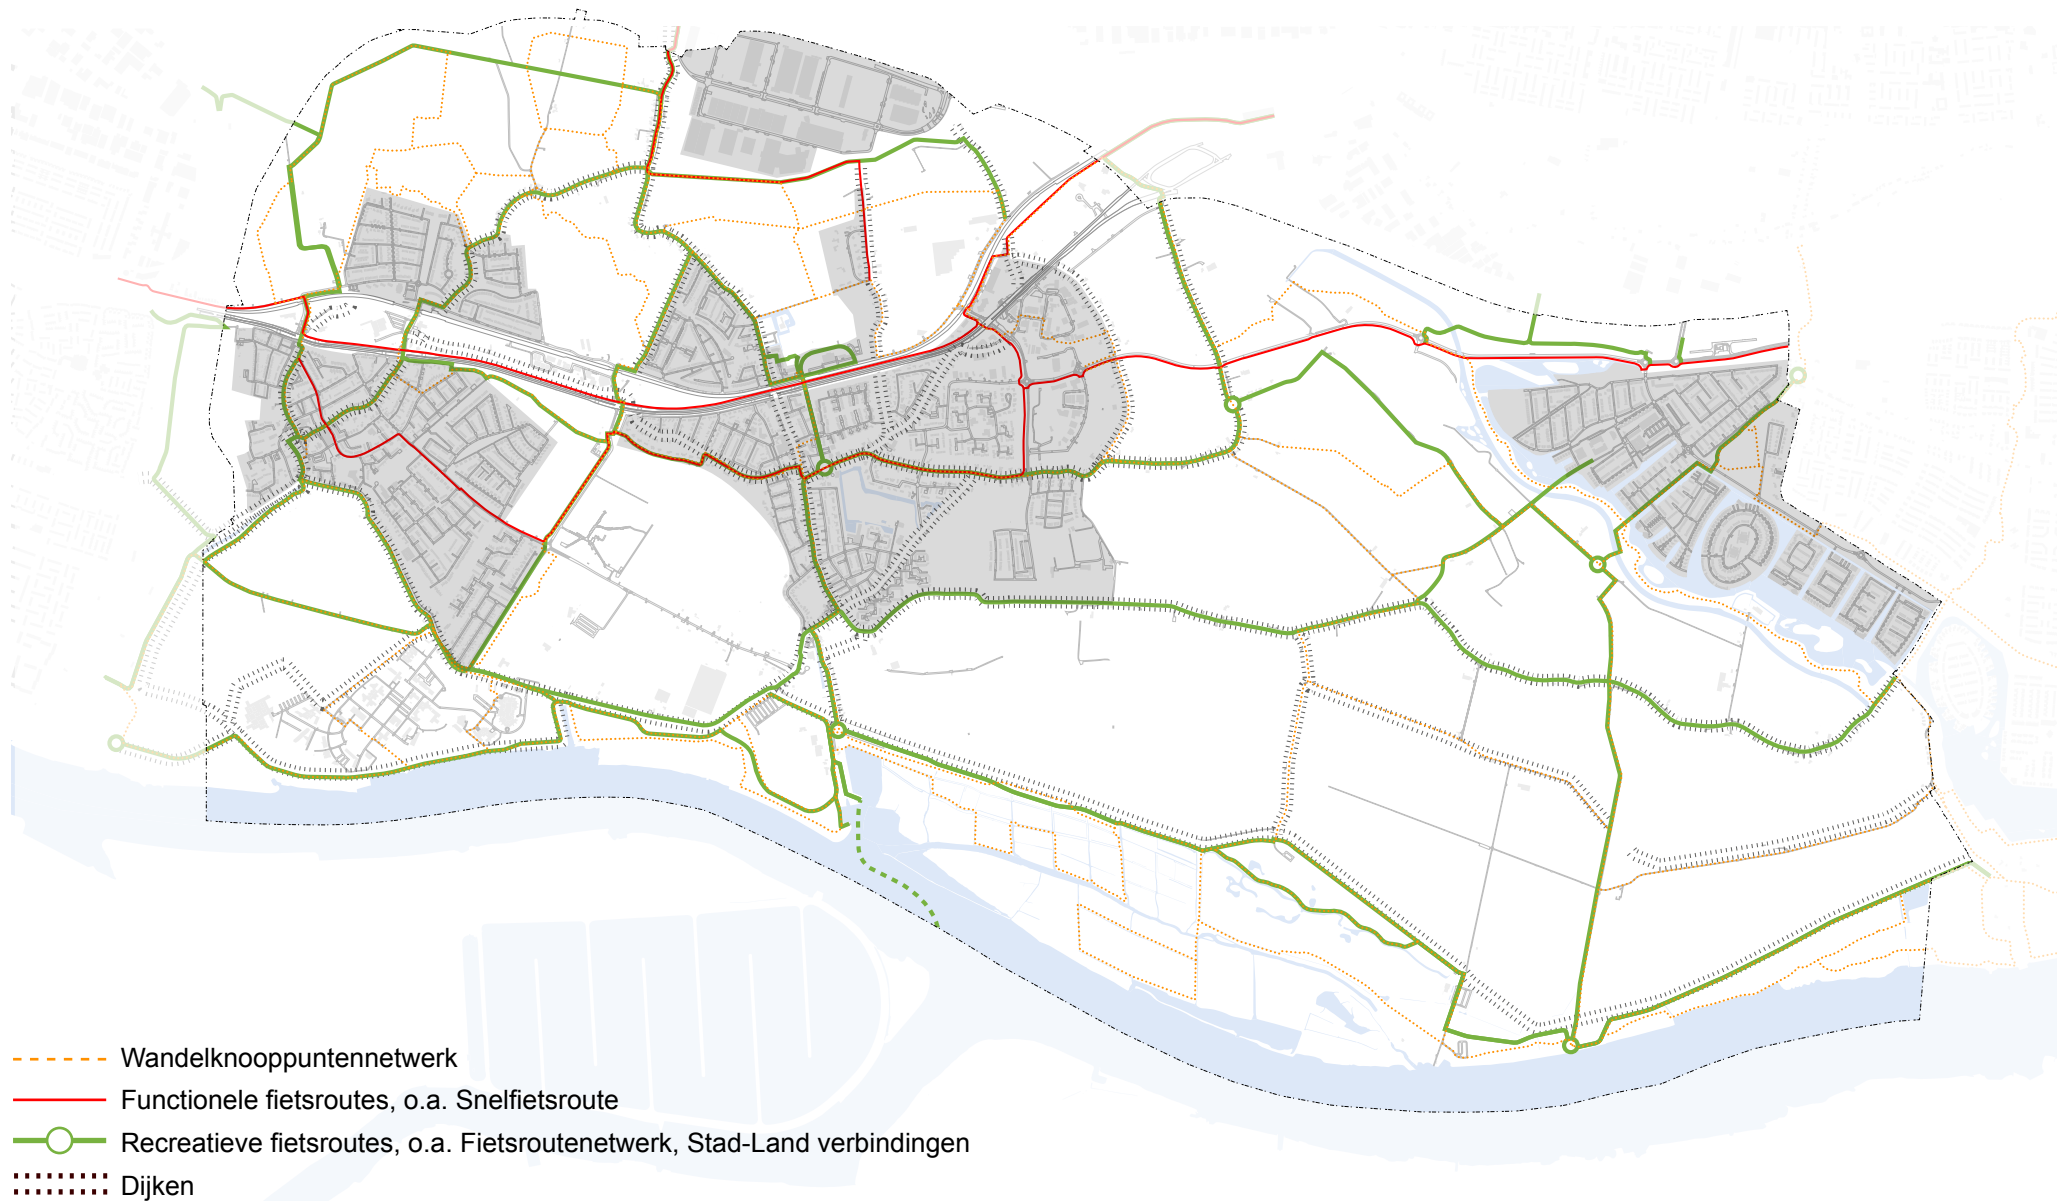 Wandelknooppuntennetwerk
Functionele fietsroutes, o.a. Snelfietsroute
Recreatieve fietsroutes, o.a. Fietsroutenetwerk, Stad-Land verbindingen
Dijken